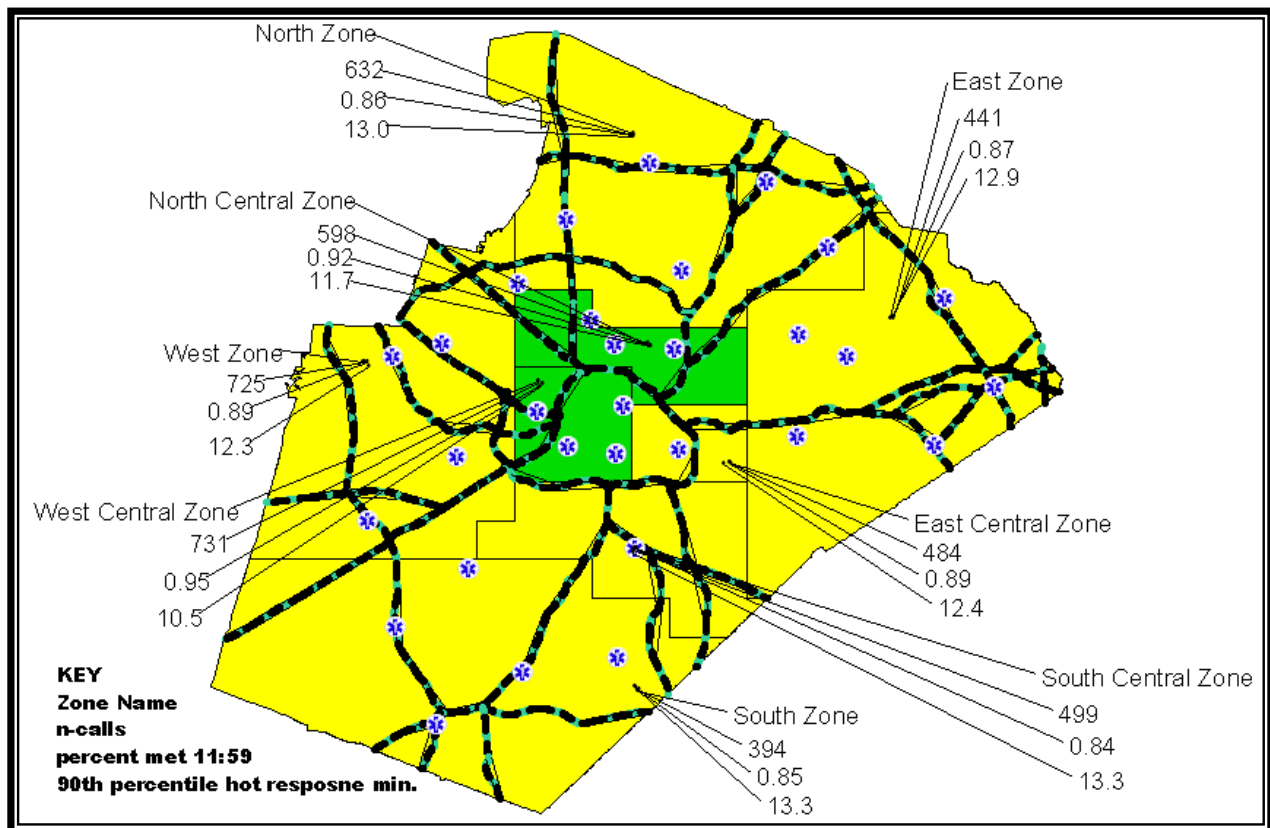 North Zone
632
0.86
13.0
East Zone
441
0.87
12.9
North Central Zone
598
0.92
11.7
West Zone
725
0.89
12.3
West Central Zone
731
0.95
10.5
East Central Zone
484
0.89
12.4
South Central Zone
499
0.84
13.3
South Zone
394
0.85
13.3
KEY
Zone Name
n-calls
percent met 11:59
90th percentile hot resposne min.